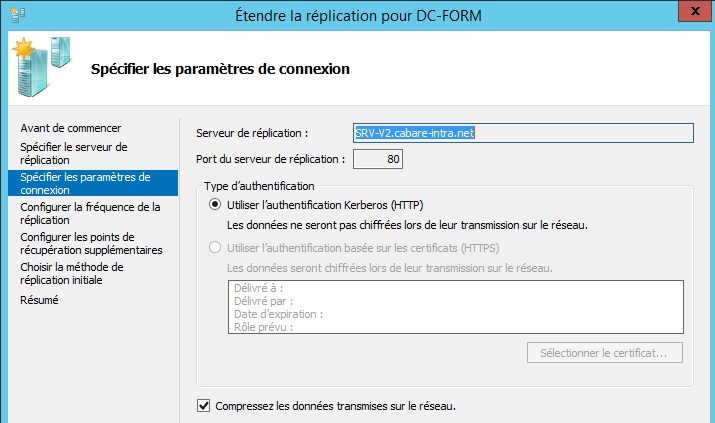 Étendre la réplication pour DC-FORM
x
Spécifier les paramètres de connexion
Avant de commencer
Spécifier le serveur de
réplication
Spécifier les paramètres de
connexion
Configurer la fréquence de la
réplication
Configurer les points de
récupération supplémentaires
Choisir la méthode de
réplication initiale
Résumé
Serveur de réplication :
SRV-V2.cabare-intra.net
Port du serveur de réplication :
80
Type d'authentification
Utiliser l'authentification Kerberos (HTTP)
Les données ne seront pas chiffrées lors de leur transmission sur le réseau.
Utiliser l'authentification basée sur les certificats (HTTPS)
Les données seront chiffrées lors de leur transmission sur le réseau.
Délivré à :
Délivré par :
Date d'expiration :
Rôle prévu :
Sélectionner le certificat...
Compressez les données transmises sur le réseau.